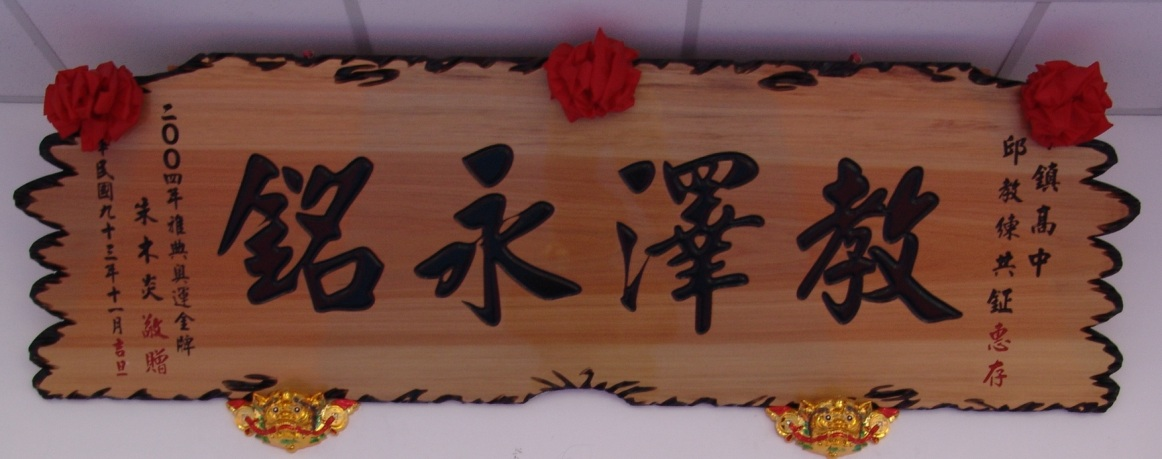 鎮高中
邱教練共鉦惠存
教澤永銘
二〇〇四年雅典奧運金牌
朱木炎敬贈
華民國九十三年十一月吉旦